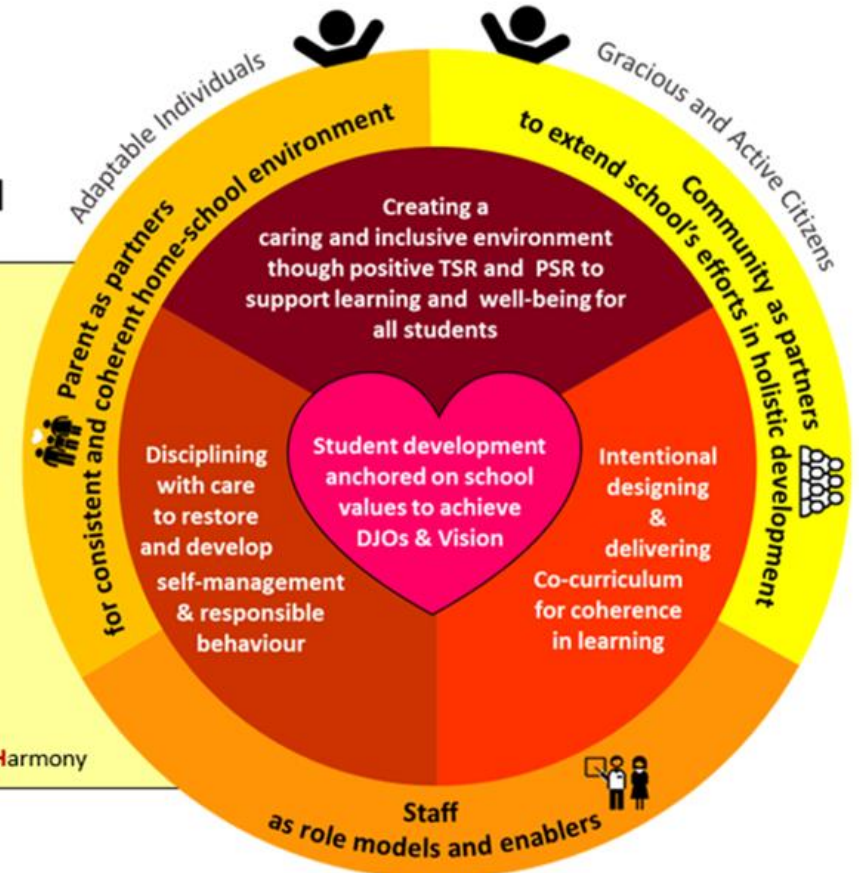 Adaptable Individuals
Gracious and Active Citizens
Parent as partners
for consistent and coherent home-school environment
Community as partners
to extend school's efforts in holistic development
Creating a
caring and inclusive environment
though positive TSR and PSR to
support learning and well-being for
all students
Disciplining
with care
to restore
and develop
self-management
& responsible
behaviour
Student development
anchored on school
values to achieve
DJOs & Vision
Intentional
designing
&
delivering
Co-curriculum
for coherence
in learning
Harmony
Staff
as role models and enablers